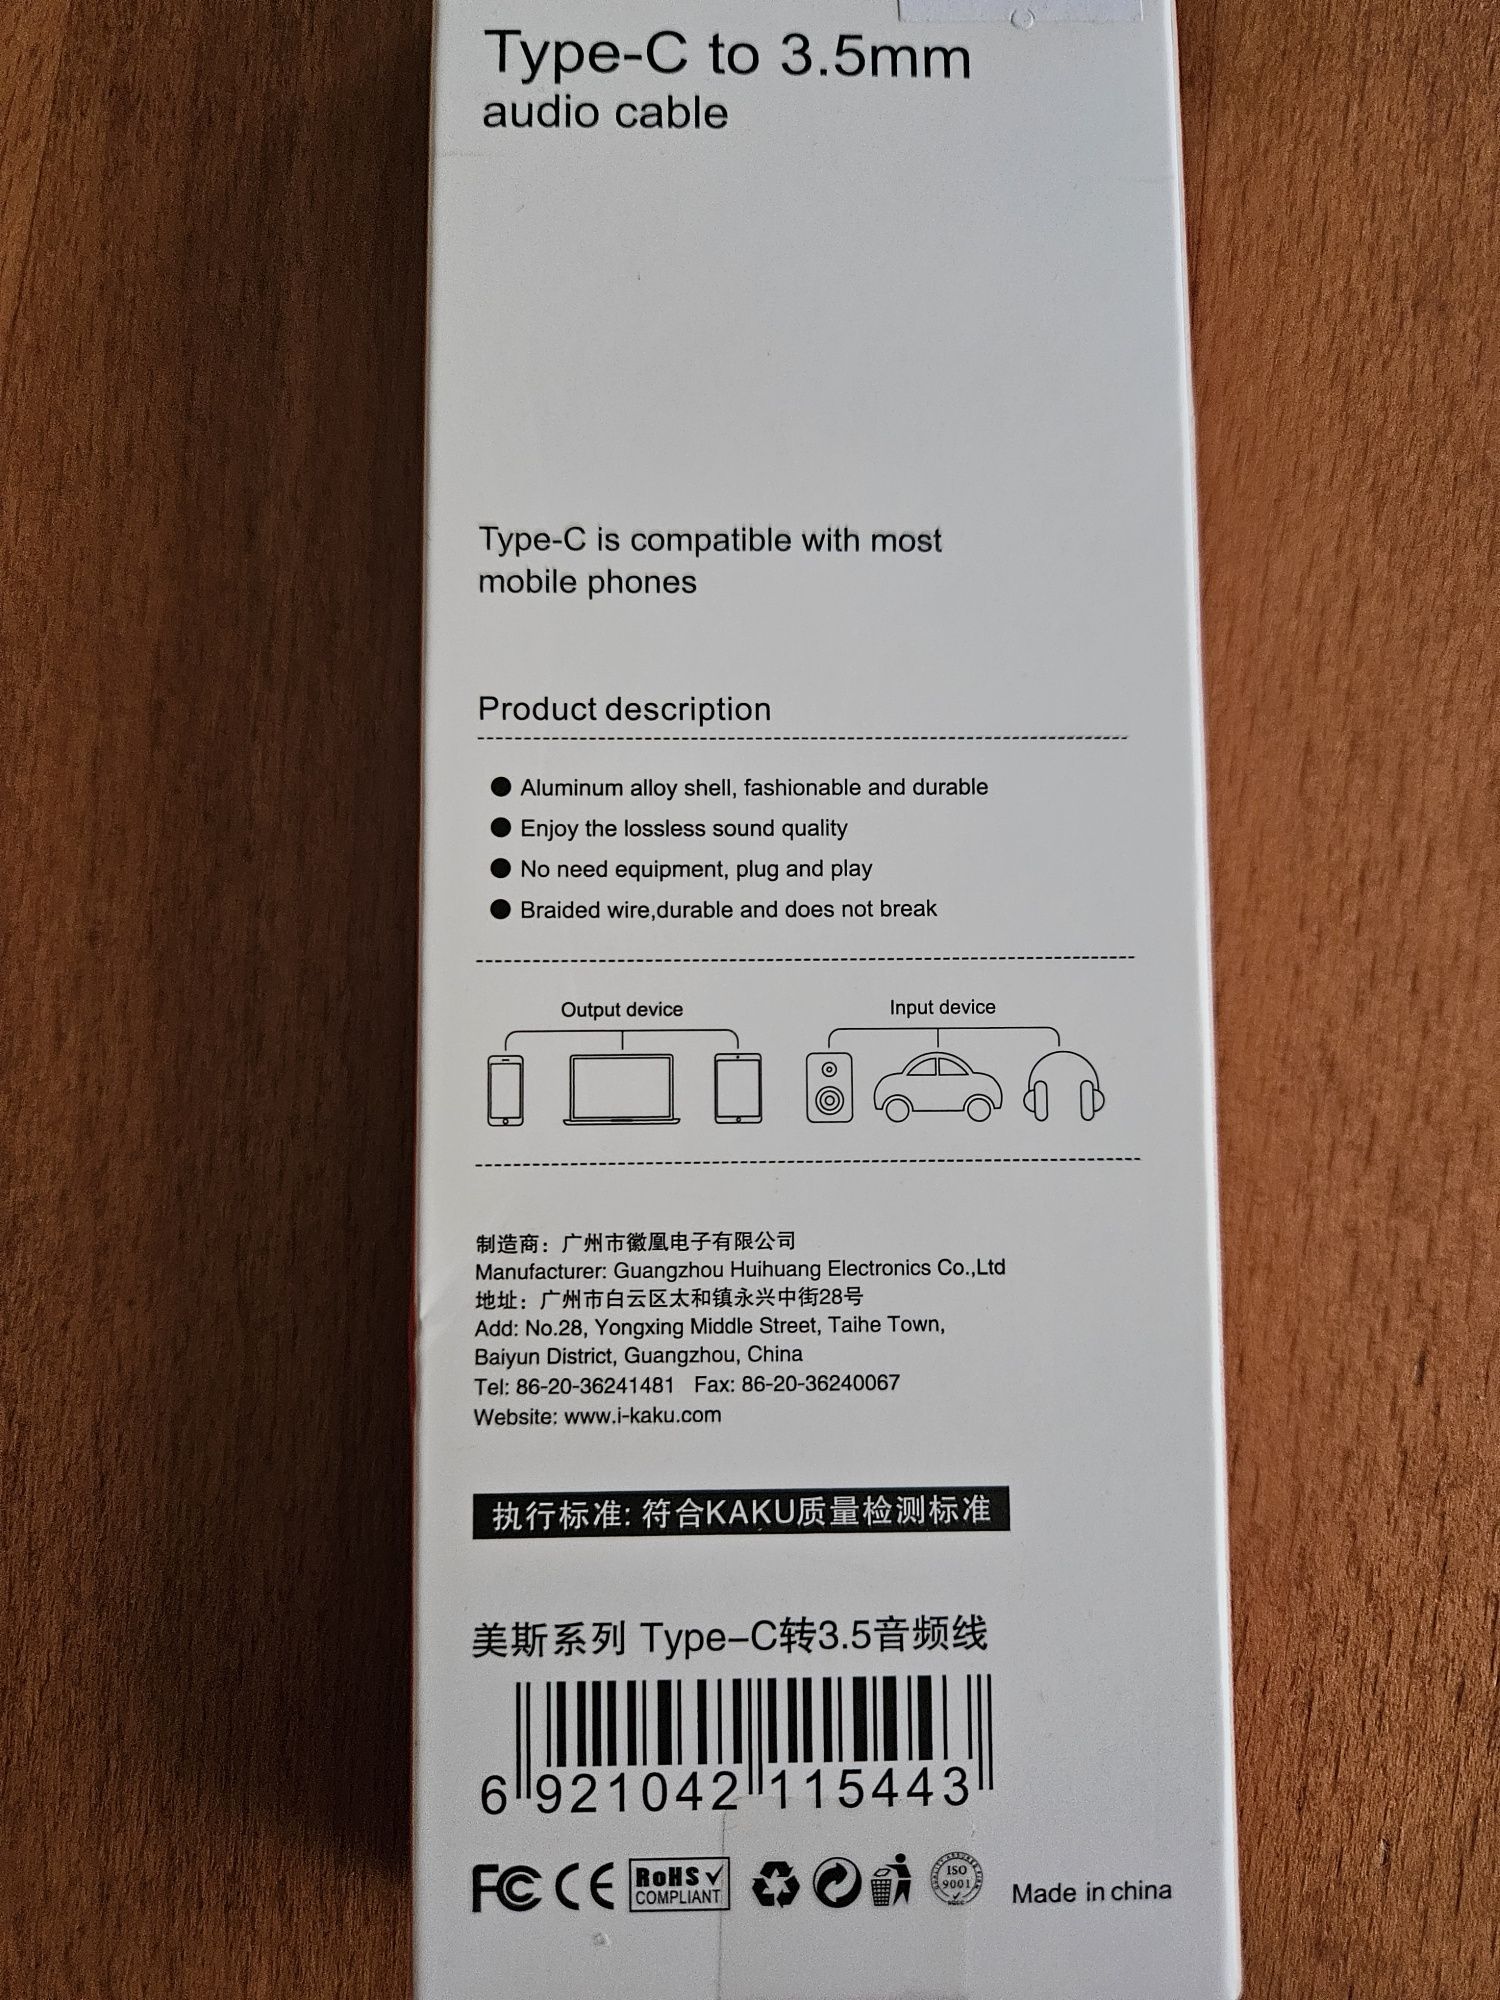 Type-C to 3.5mm
audio cable
Type-C is compatible with most
mobile phones
Product description
● Aluminum alloy shell, fashionable and durable
● Enjoy the lossless sound quality
● No need equipment, plug and play
● Braided wire,durable and does not break
Output device
Input device
制造商：广州市徽凰电子有限公司
Manufacturer: Guangzhou Huihuang Electronics Co.,Ltd
地址：广州市白云区太和镇永兴中街28号
Add: No.28, Yongxing Middle Street, Taihe Town,
Baiyun District, Guangzhou, China
Tel: 86-20-36241481 Fax: 86-20-36240067
Website: www.i-kaku.com
执行标准: 符合KAKU质量检测标准
美斯系列 Type-C转3.5音频线
6 921042 115443
FC CE RoHS COMPLIANT ISO 9001 Made in china